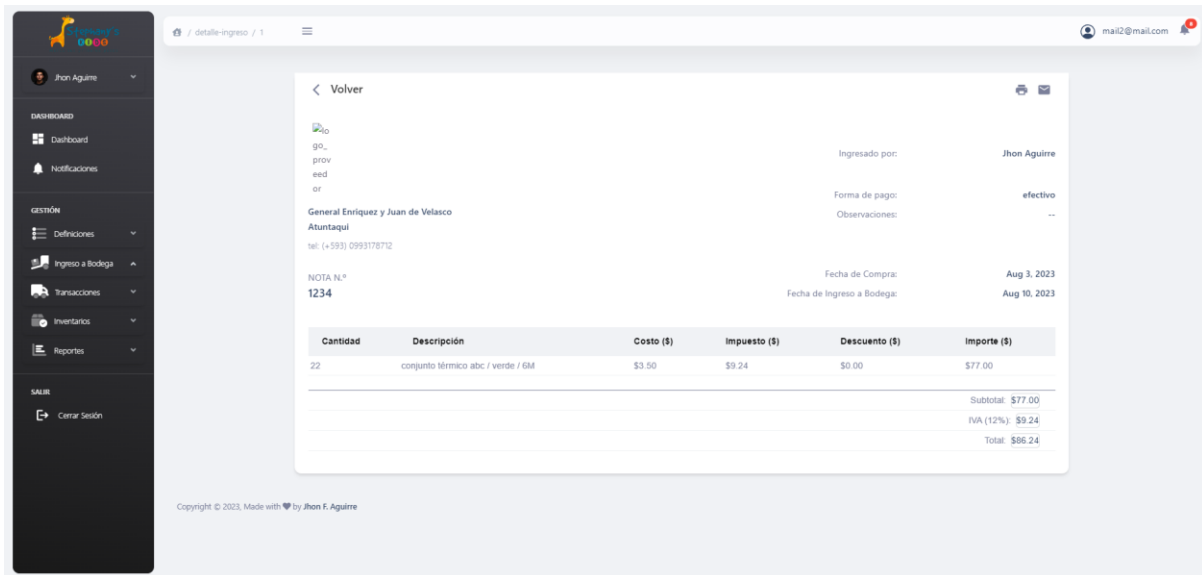 BABY
/ detalle-ingreso / 1
mail2@mail.com
Jhon Aguirre
DASHBOARD
Dashboard
Notificaciones
GESTIÓN
Definiciones
Ingreso a Bodega
Transacciones
Inventarios
Reportes
SALIR
Cerrar Sesión
Volver
lo
go_
prov
eed
or
General Enriquez y Juan de Velasco
Atuntaqui
tel: (+593) 0993178712
NOTA N.º
1234
Ingresado por: Jhon Aguirre
Forma de pago: efectivo
Observaciones: --
Fecha de Compra: Aug 3, 2023
Fecha de Ingreso a Bodega: Aug 10, 2023
Cantidad Descripción Costo ($) Impuesto ($) Descuento ($) Importe ($)
22 conjunto térmico abc / verde / 6M $3.50 $9.24 $0.00 $77.00
Subtotal: $77.00
IVA (12%): $9.24
Total: $86.24
Copyright © 2023, Made with ♥ by Jhon F. Aguirre